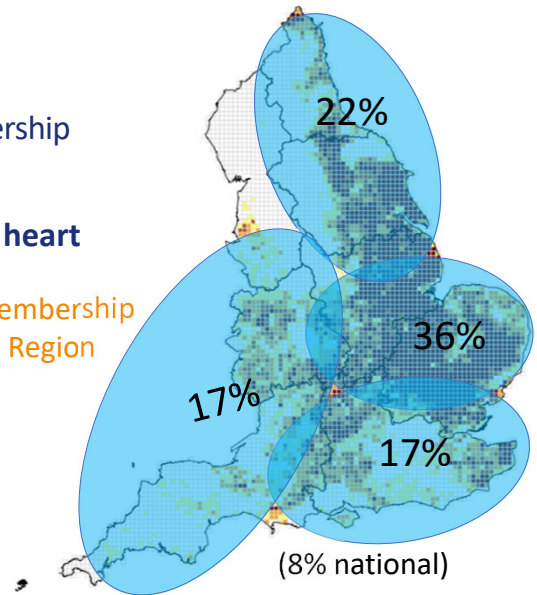 ership
heart
embership
Region
22%
36%
17%
17%
(8% national)